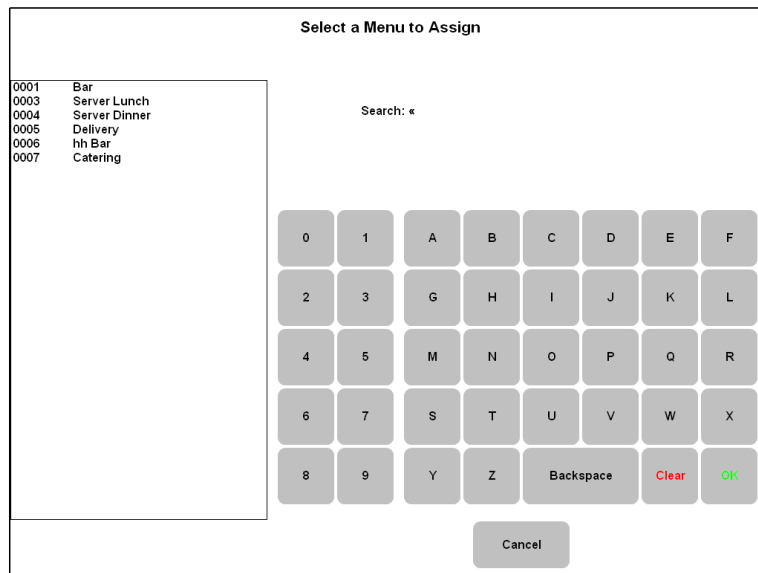 Select a Menu to Assign
0001 Bar
0003 Server Lunch
0004 Server Dinner
0005 Delivery
0006 hh Bar
0007 Catering
Search: «
0 1 A B C D E F
2 3 G H I J K L
4 5 M N O P Q R
6 7 S T U V W X
8 9 Y Z Backspace Clear OK
Cancel